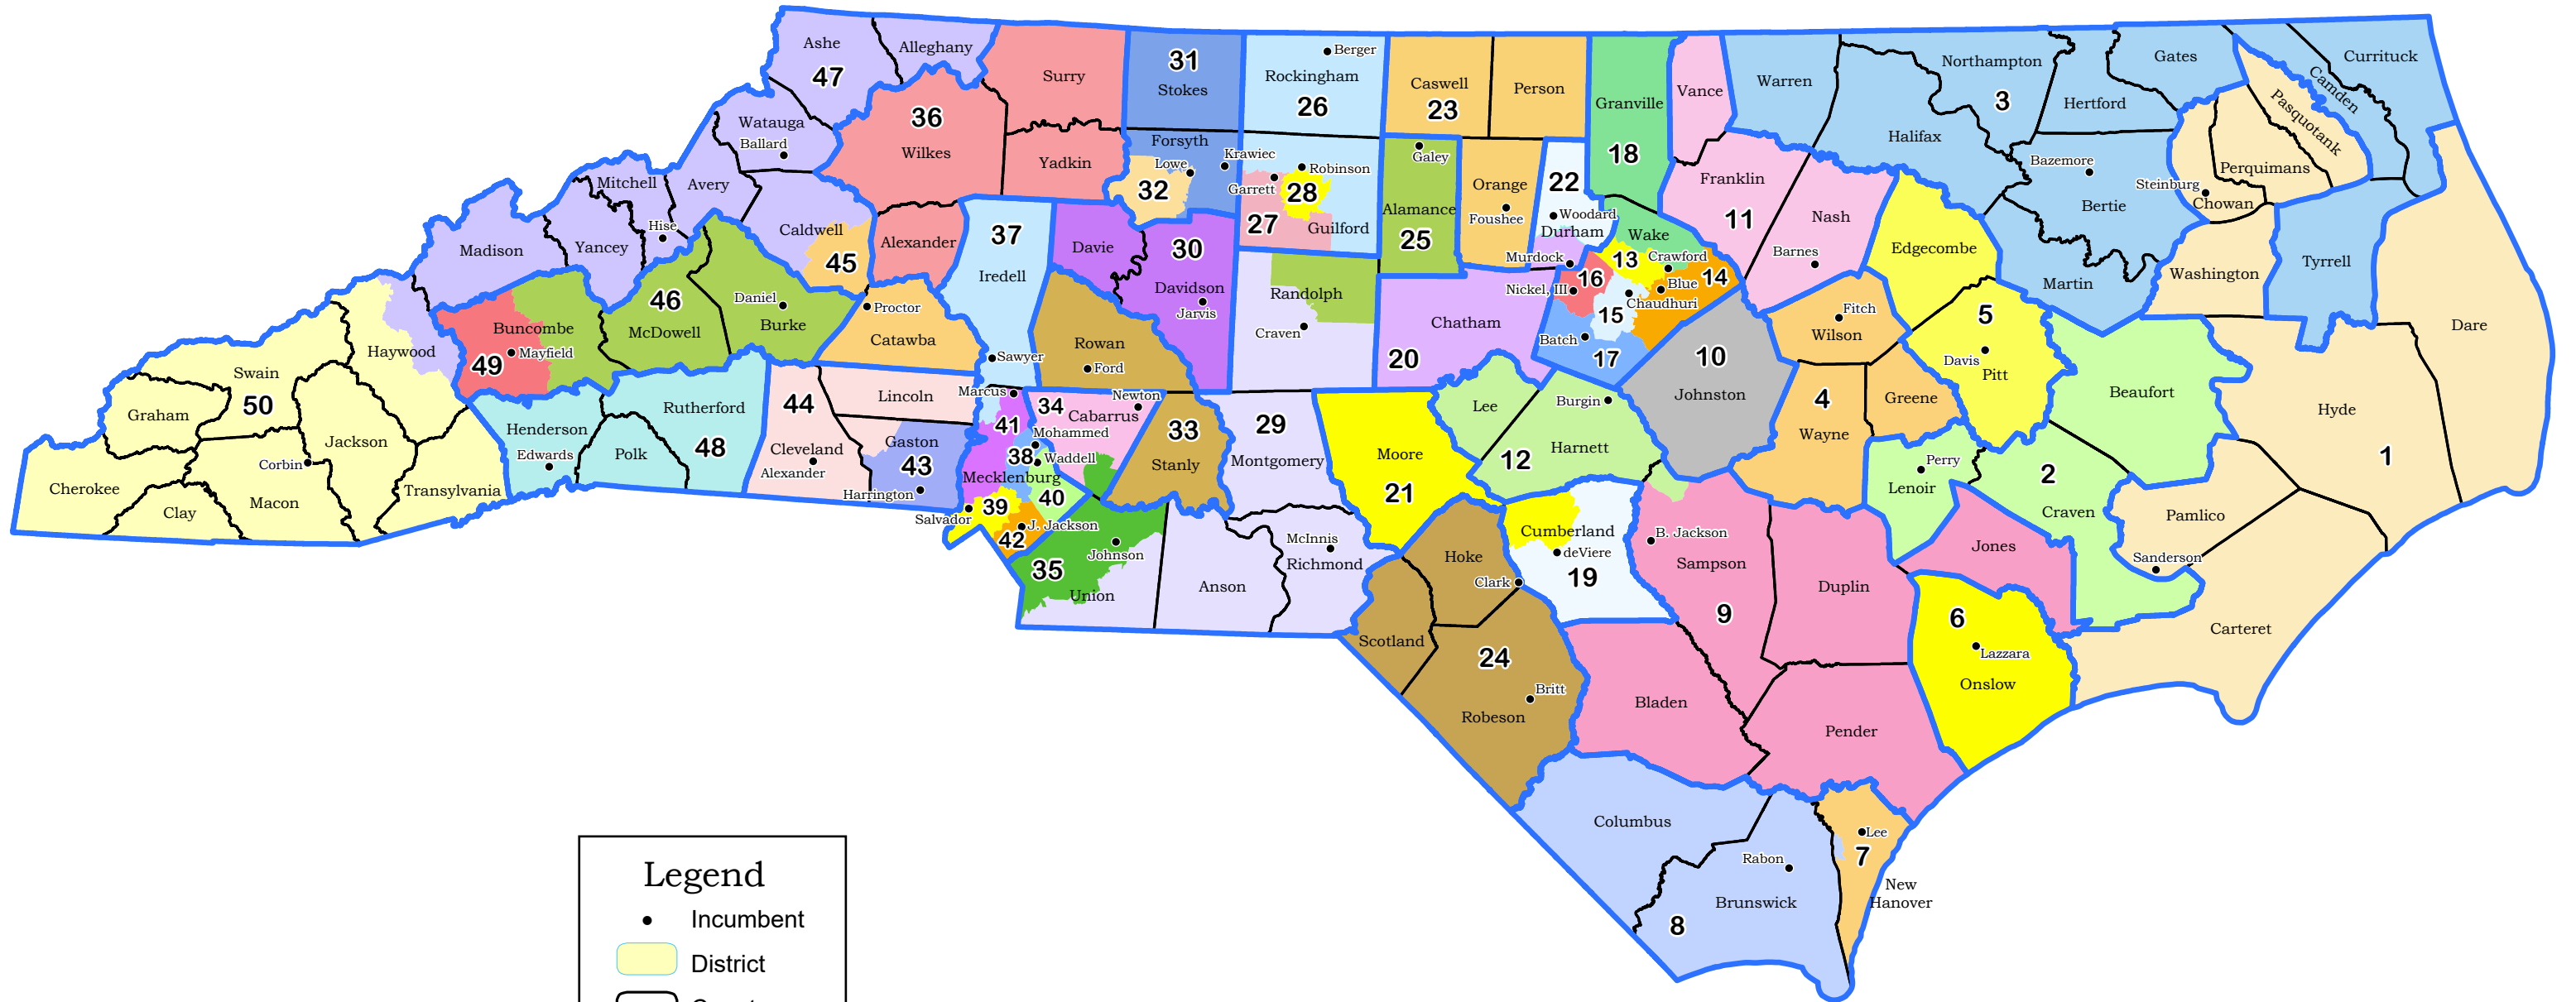 Ashe
47
Alleghany
Surry
31
Stokes
Berger
Rockingham
26
Caswell
23
Person
Granville
18
Vance
Warren
Northampton
3
Halifax
Hertford
Gates
Camden
Currituck
Pasquotank
Perquimans
Watauga
Ballard
36
Wilkes
Yadkin
Forsyth
Lowe
32
Krawiec
Garrett
Robinson
28
27
Guilford
Galey
Alamance
25
Orange
Foushee
22
Woodard
Durham
Murdock
Franklin
11
Nash
Barnes
Bazemore
Bertie
Steinburg
Chowan
Mitchell
Avery
Hise
Yancey
Madison
Caldwell
45
Alexander
37
Iredell
Davie
30
Davidson
Jarvis
Randolph
Craven
Chatham
20
Wake
13
Crawford
14
16
Nickel, III
Blue
Chaudhuri
15
Batch
17
Edgecombe
Martin
Washington
Tyrrell
Dare
46
McDowell
Daniel
Burke
Proctor
Catawba
Sawyer
Rowan
Ford
10
Johnston
Fitch
Wilson
5
Davis
Pitt
Beaufort
Hyde
1
Buncombe
49
Mayfield
Haywood
Swain
50
Graham
Jackson
Corbin
Cherokee
Clay
Macon
Transylvania
Henderson
Edwards
Polk
Rutherford
48
44
Lincoln
Cleveland
Alexander
Gaston
43
Harrington
Marcus
41
34
Newton
Cabarrus
Mohammed
38
Waddell
Mecklenburg
40
39
Salvador
J. Jackson
42
33
Stanly
29
Montgomery
Moore
21
Lee
12
Burgin
Harnett
4
Wayne
Greene
Perry
Lenoir
2
Craven
Pamlico
Sanderson
Carteret
35
Johnson
Union
Anson
McInnis
Richmond
Hoke
Clark
Cumberland
deViere
19
B. Jackson
Sampson
9
Duplin
Jones
6
Lazzara
Onslow
Scotland
24
Britt
Robeson
Bladen
Pender
Columbus
Rabon
Brunswick
8
Lee
7
New
Hanover
Legend
Incumbent
District